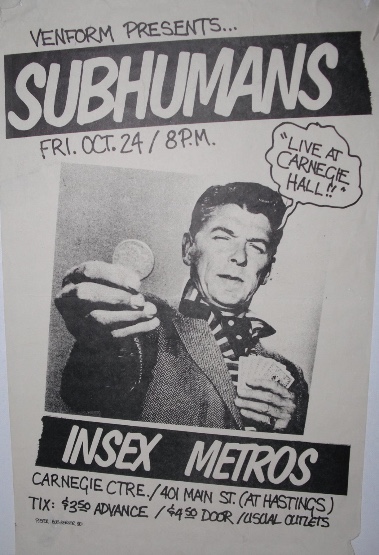 VENFORM PRESENTS...
SUBHUMANS
FRI. OCT. 24 / 8 P.M.
"LIVE AT
CARNEGIE
HALL!!"
INSEX METROS
CARNEGIE CTRE. / 401 MAIN ST. (AT HASTINGS)
TIX: $3.50 ADVANCE / $4.50 DOOR / USUAL OUTLETS